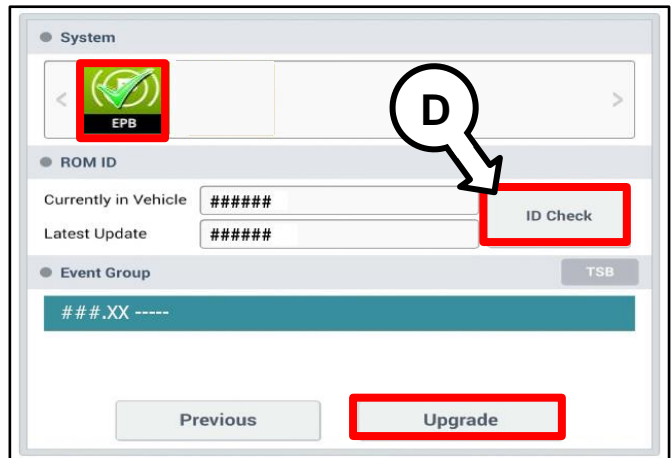 System
< EPB >
D
ROM ID
Currently in Vehicle ######
ID Check
Latest Update ######
Event Group TSB
###.XX -----
Previous Upgrade